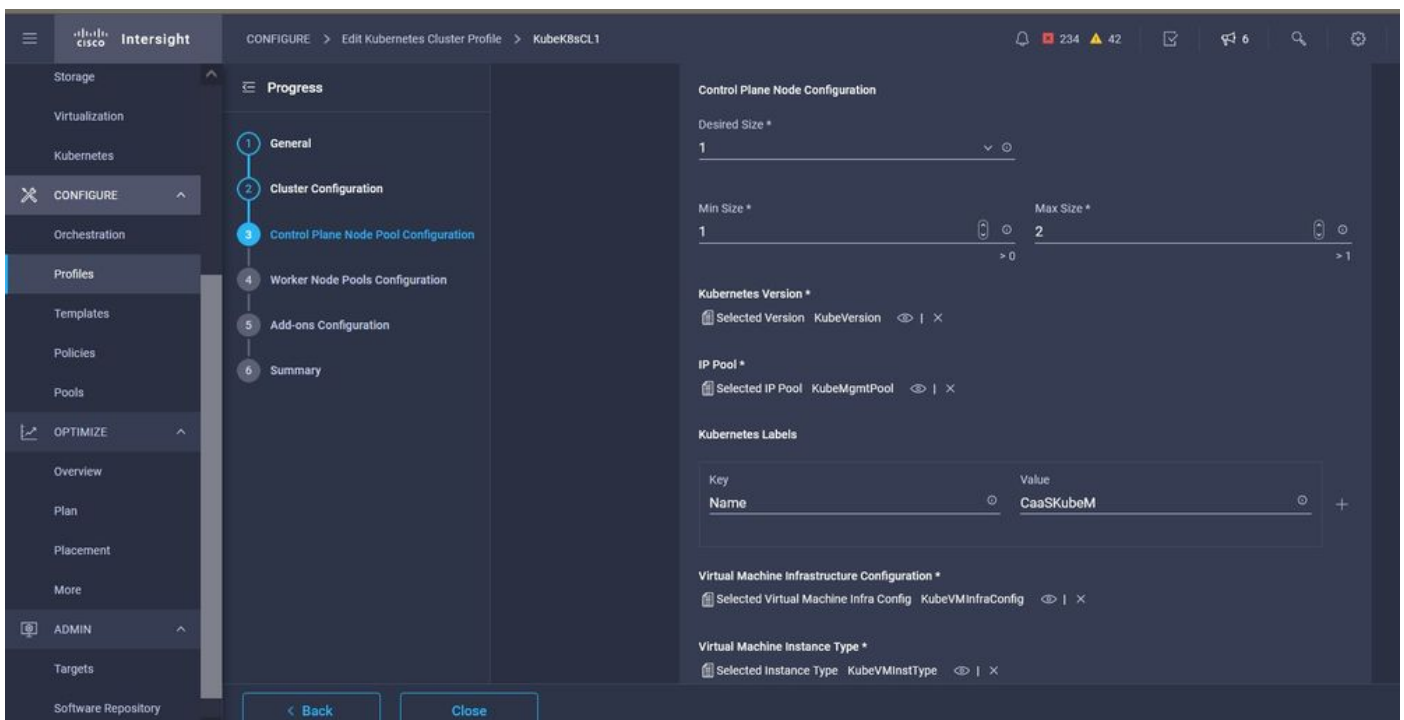 cisco Intersight
CONFIGURE > Edit Kubernetes Cluster Profile > KubeK8sCL1
234 42 6
Storage
Virtualization
Kubernetes
CONFIGURE
Orchestration
Profiles
Templates
Policies
Pools
OPTIMIZE
Overview
Plan
Placement
More
ADMIN
Targets
Software Repository
Progress
1 General
2 Cluster Configuration
3 Control Plane Node Pool Configuration
4 Worker Node Pools Configuration
5 Add-ons Configuration
6 Summary
< Back Close
Control Plane Node Configuration
Desired Size *
1
Min Size * Max Size *
1 2
> 0 > 1
Kubernetes Version *
Selected Version KubeVersion | ×
IP Pool *
Selected IP Pool KubeMgmtPool | ×
Kubernetes Labels
Key Value
Name CaaSKubeM +
Virtual Machine Infrastructure Configuration *
Selected Virtual Machine Infra Config KubeVMInfraConfig | ×
Virtual Machine Instance Type *
Selected Instance Type KubeVMInstType | ×